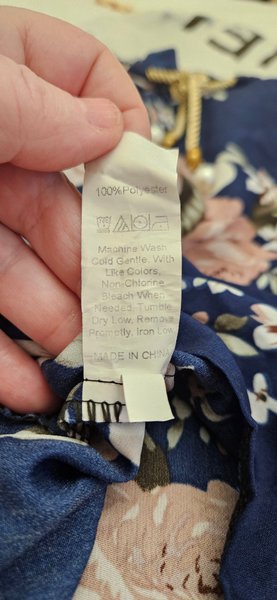 100%Polyester
Machine Wash
Cold Gentle, With
Like Colors,
Non-Chlorine
Bleach When
Needed. Tumble
Dry Low, Remove
Promptly, Iron Low
MADE IN CHINA